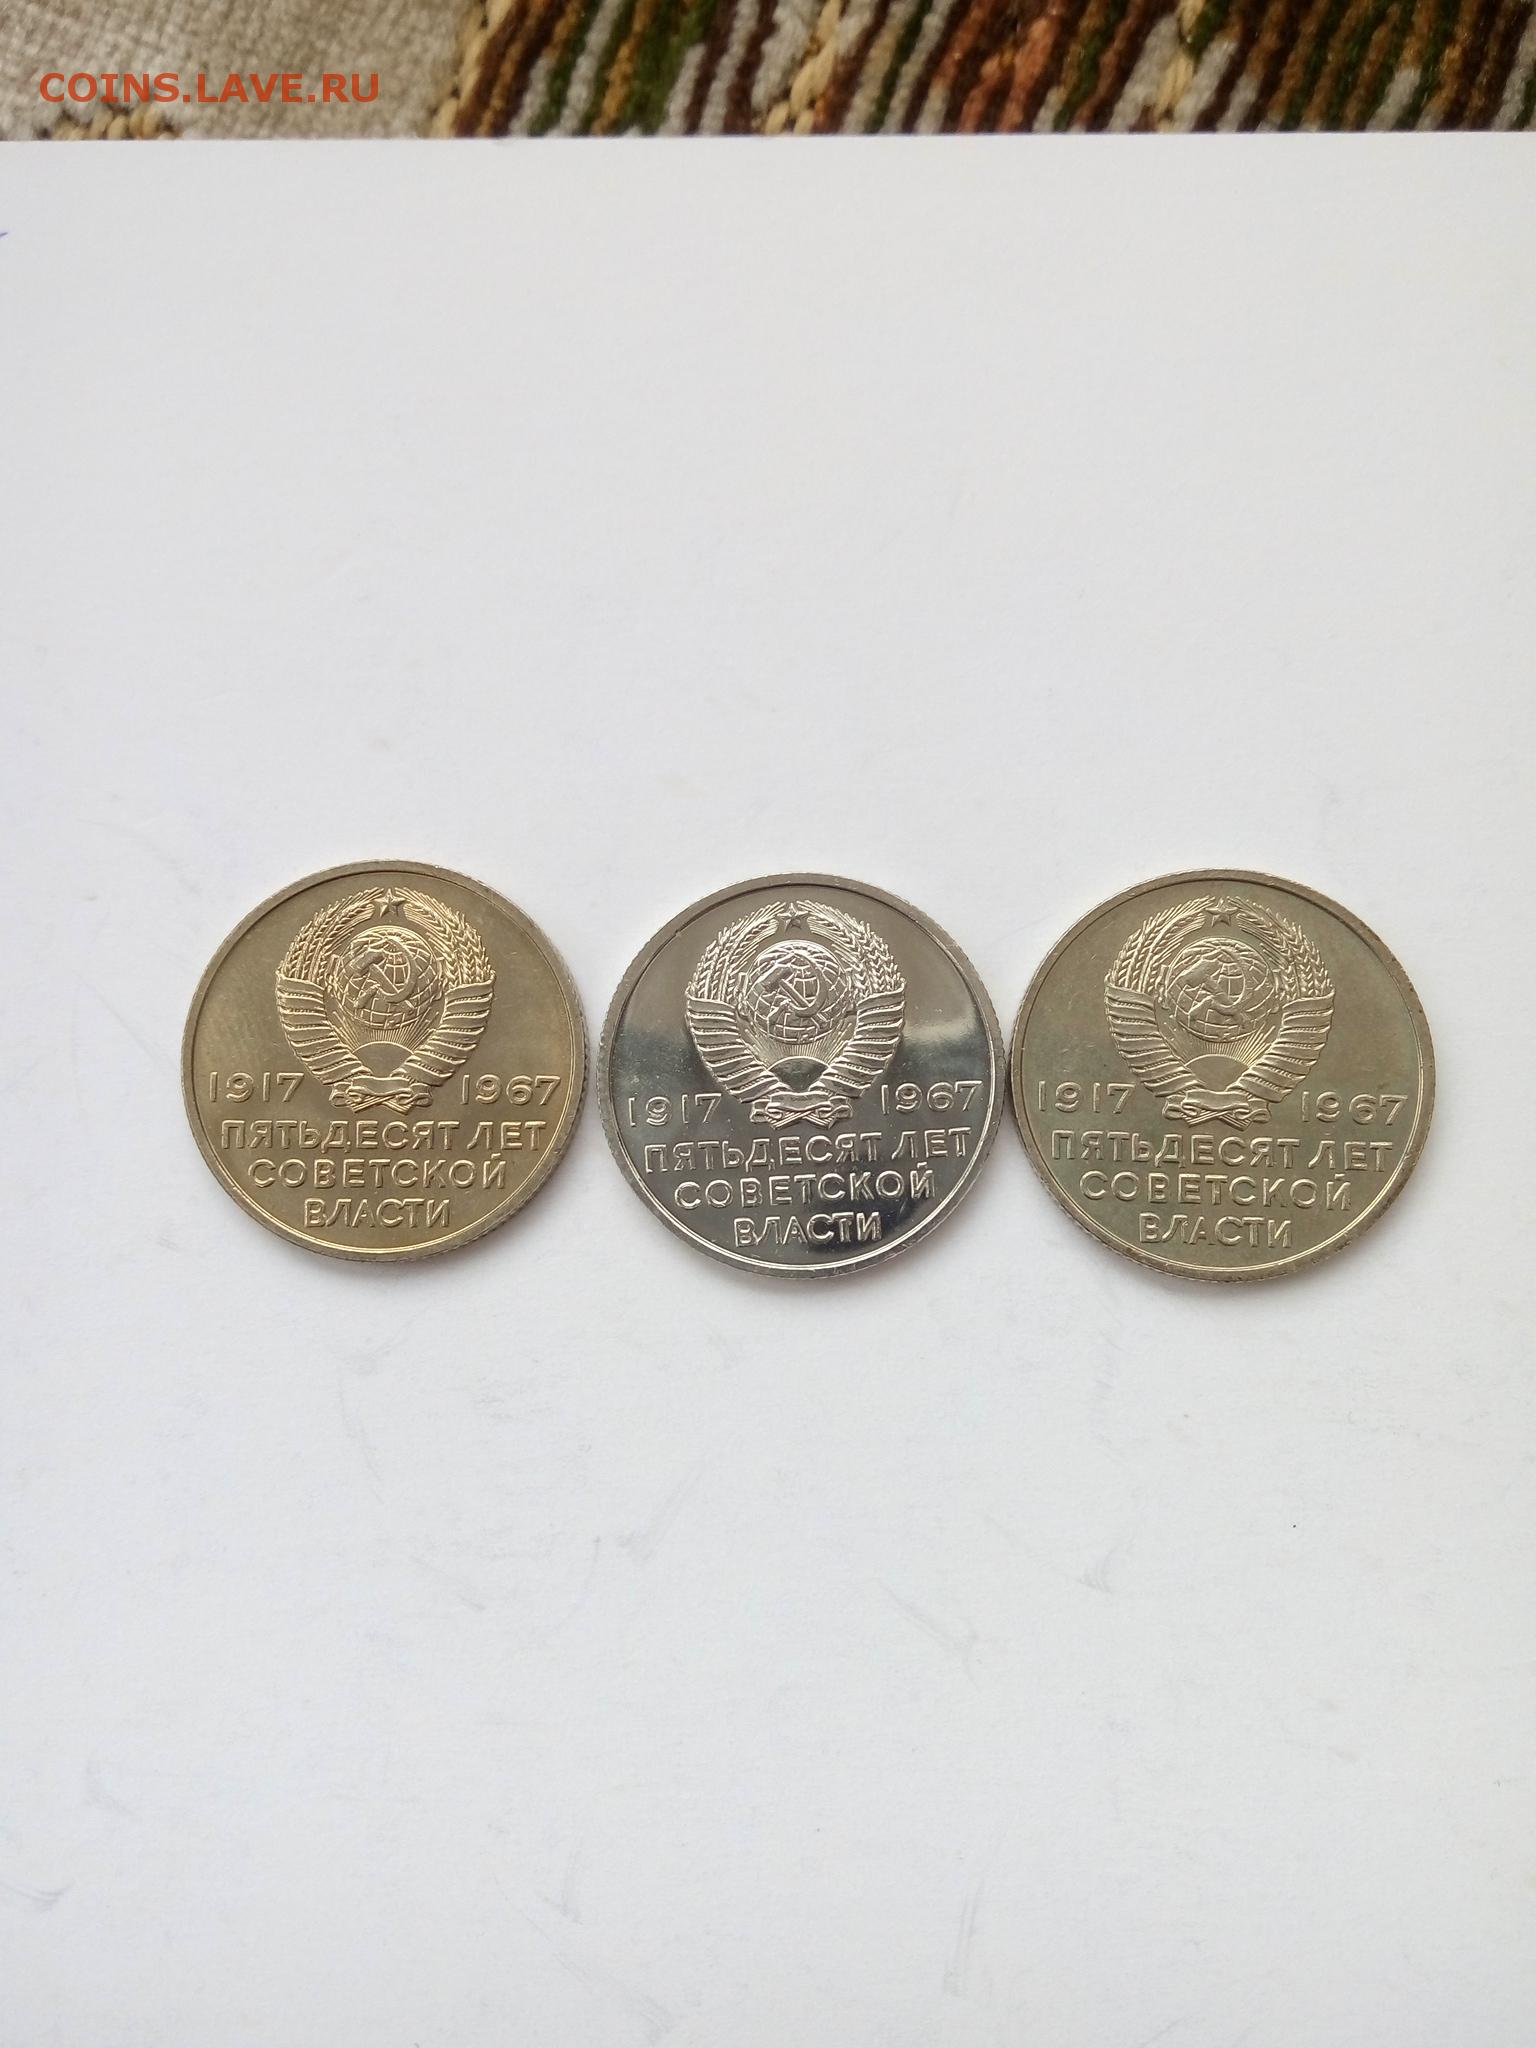 COINS.LAVE.RU
1917 1967
ПЯТЬДЕСЯТ ЛЕТ
СОВЕТСКОЙ
ВЛАСТИ
1917 1967
ПЯТЬДЕСЯТ ЛЕТ
СОВЕТСКОЙ
ВЛАСТИ
1917 1967
ПЯТЬДЕСЯТ ЛЕТ
СОВЕТСКОЙ
ВЛАСТИ